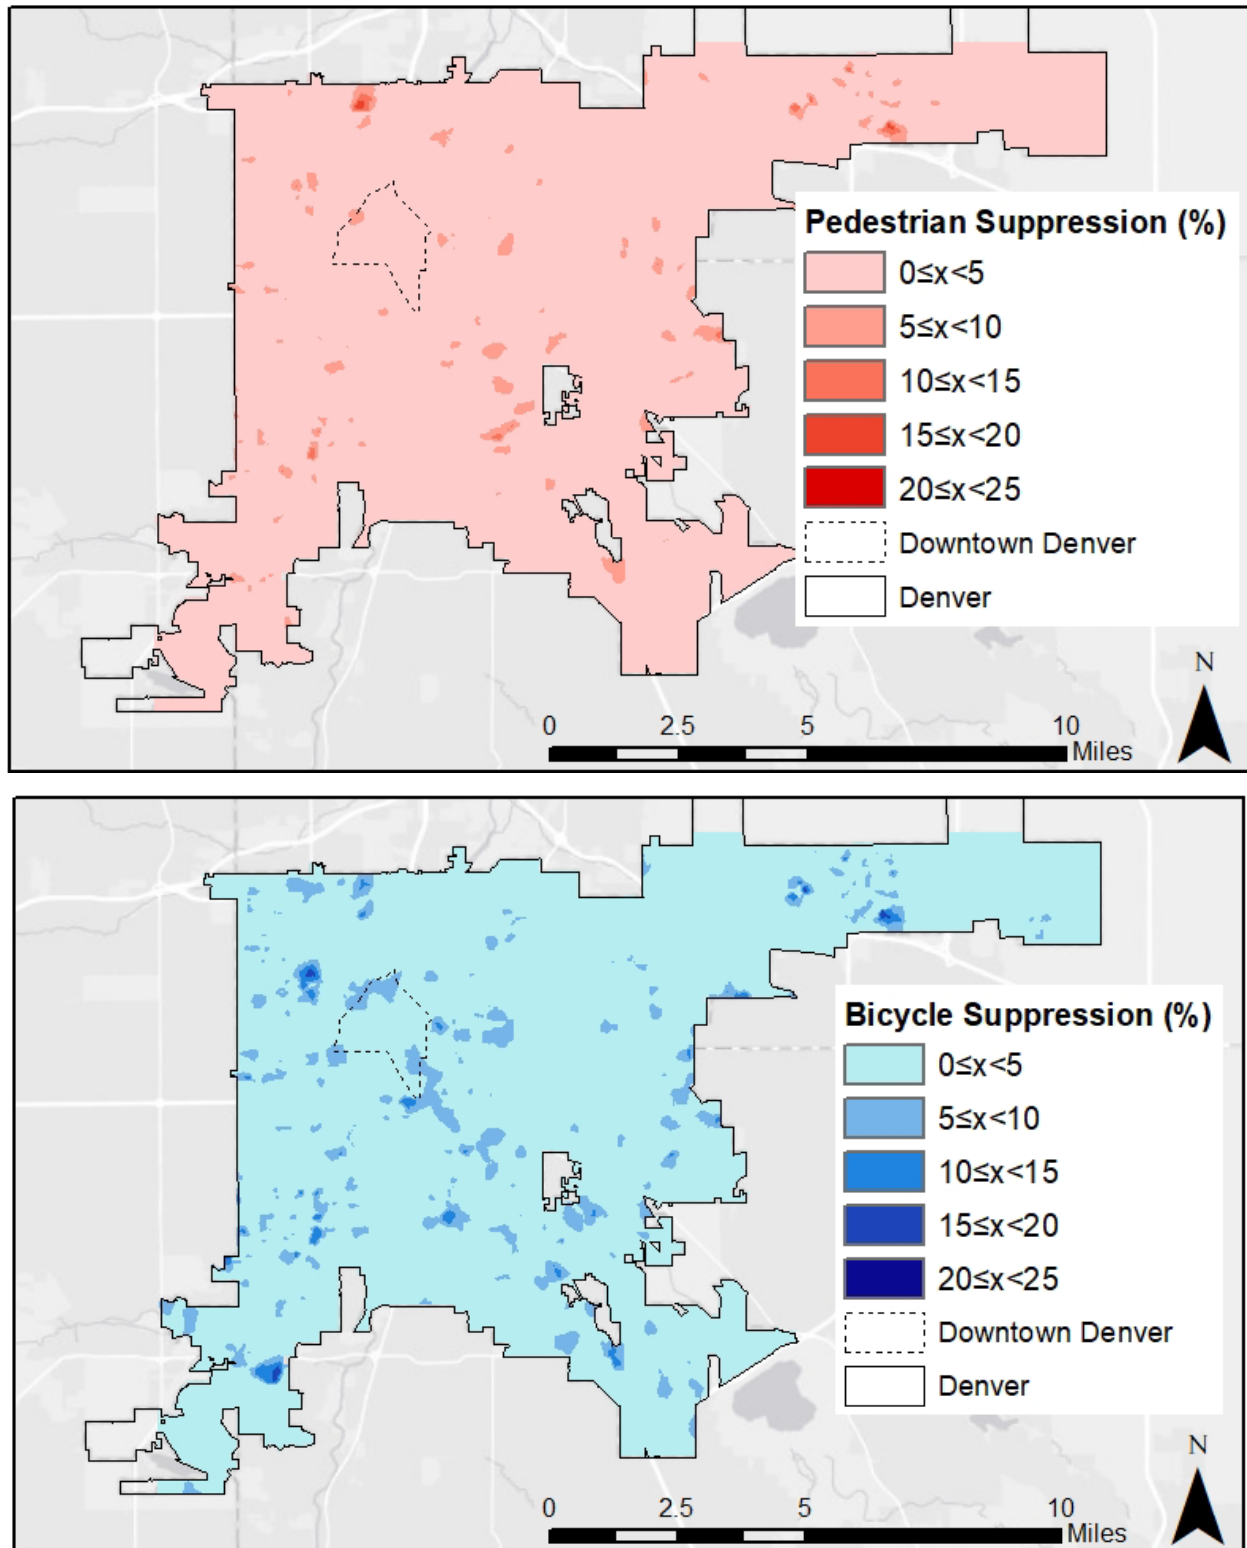 Pedestrian Suppression (%)
0≤x<5
5≤x<10
10≤x<15
15≤x<20
20≤x<25
Downtown Denver
Denver
N
0 2.5 5 10
Miles
Bicycle Suppression (%)
0≤x<5
5≤x<10
10≤x<15
15≤x<20
20≤x<25
Downtown Denver
Denver
N
0 2.5 5 10
Miles